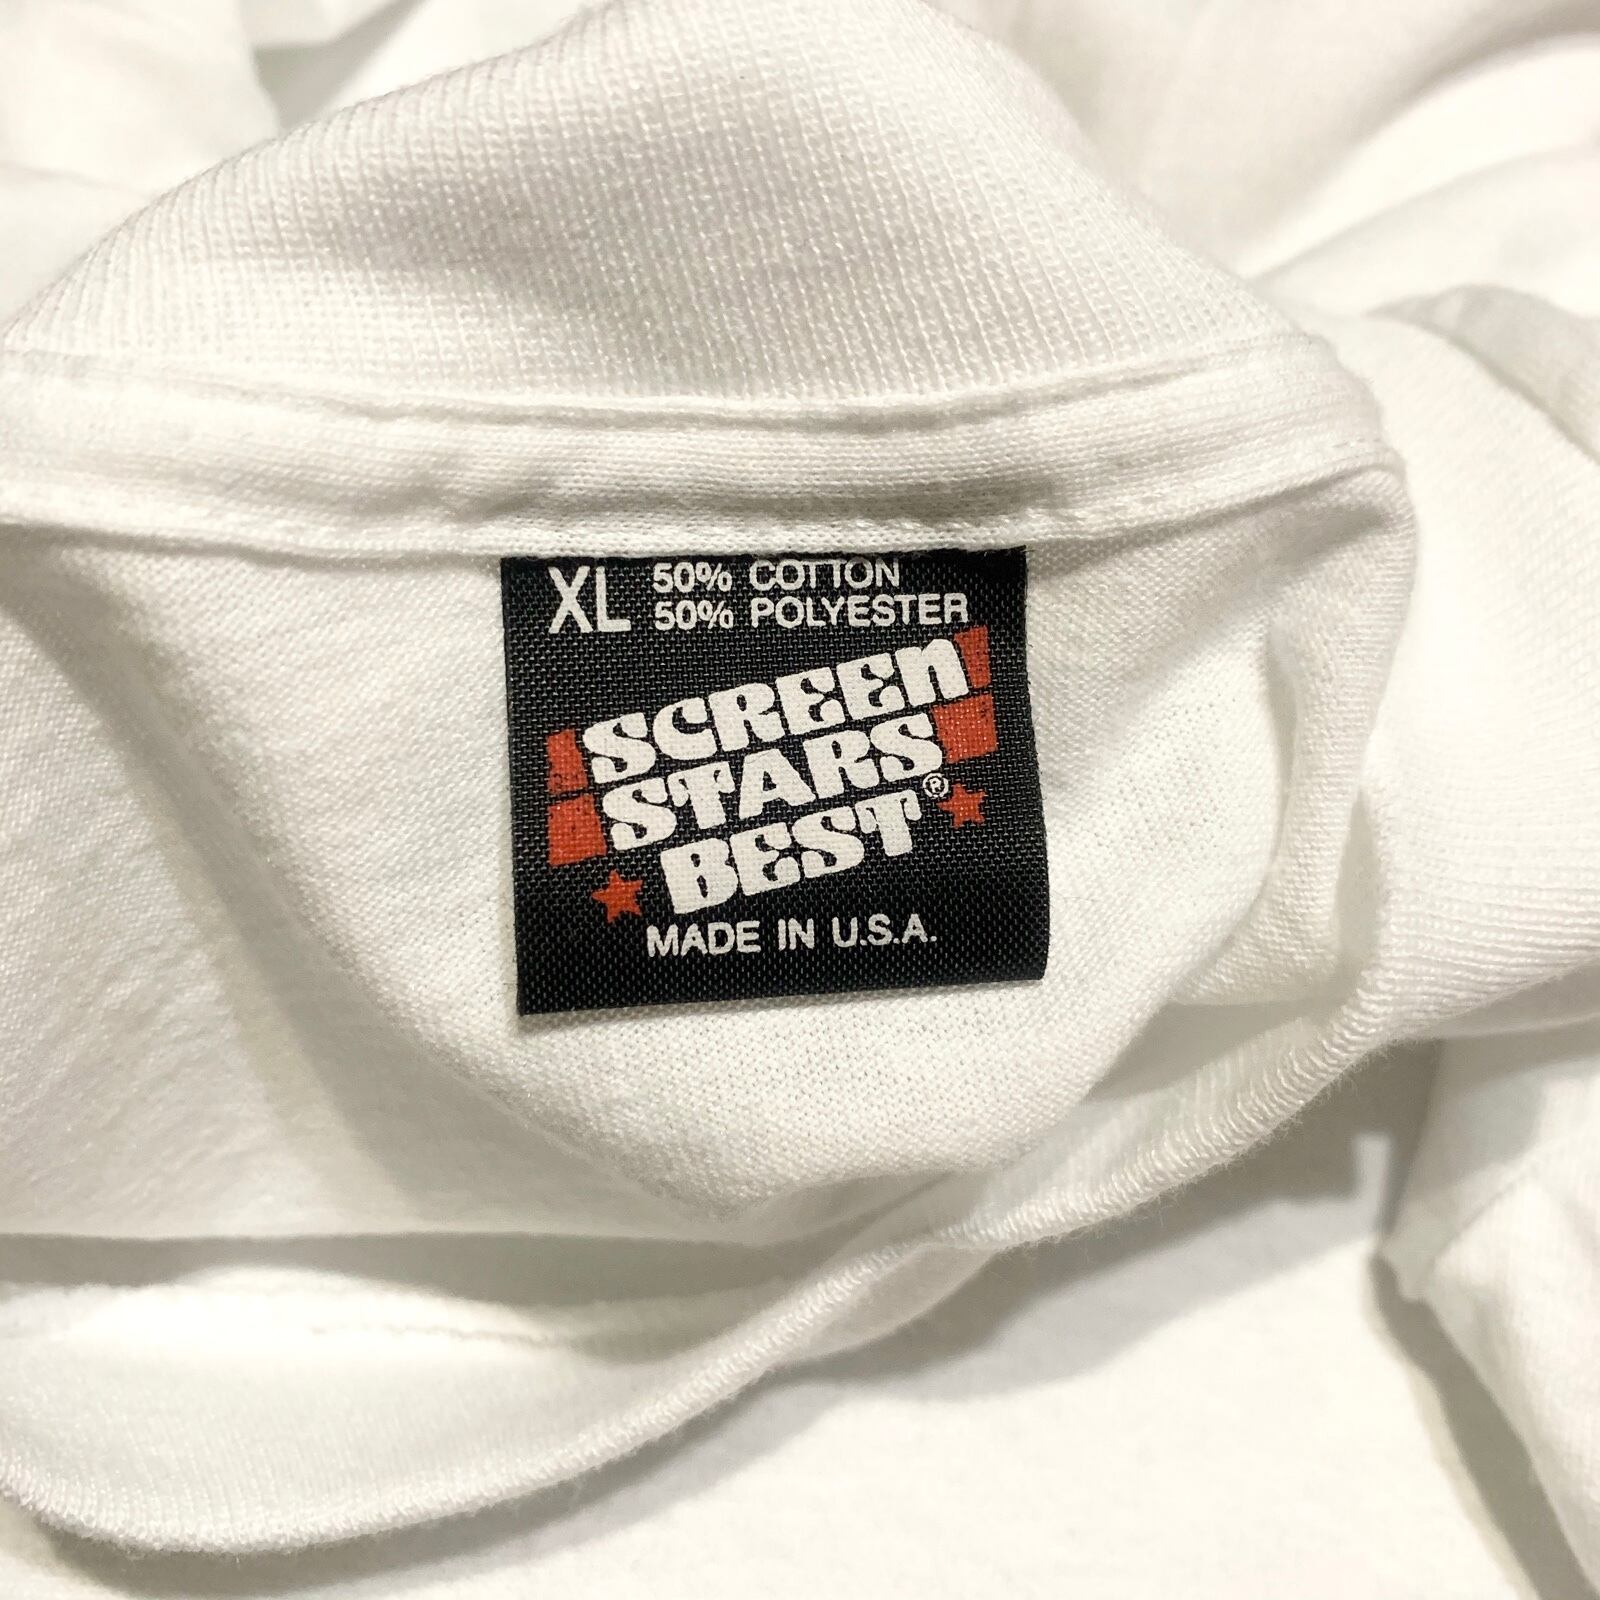 XL 50% COTTON
50% POLYESTER
SCREEN
STARS
BEST®
MADE IN U.S.A.